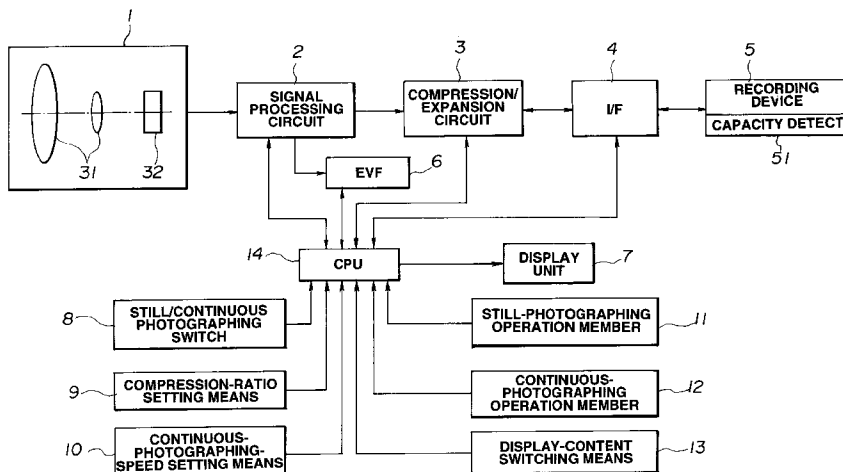 1
2
3
4
5
SIGNAL
PROCESSING
CIRCUIT
COMPRESSION/
EXPANSION
CIRCUIT
I/F
RECORDING
DEVICE
CAPACITY DETECT
51
31
32
EVF
6
14
CPU
DISPLAY
UNIT
7
8
STILL/CONTINUOUS
PHOTOGRAPHING
SWITCH
STILL-PHOTOGRAPHING
OPERATION MEMBER
11
9
COMPRESSION-RATIO
SETTING MEANS
CONTINUOUS-
PHOTOGRAPHING
OPERATION MEMBER
12
10
CONTINUOUS-
PHOTOGRAPHING-
SPEED SETTING MEANS
DISPLAY-CONTENT
SWITCHING MEANS
13